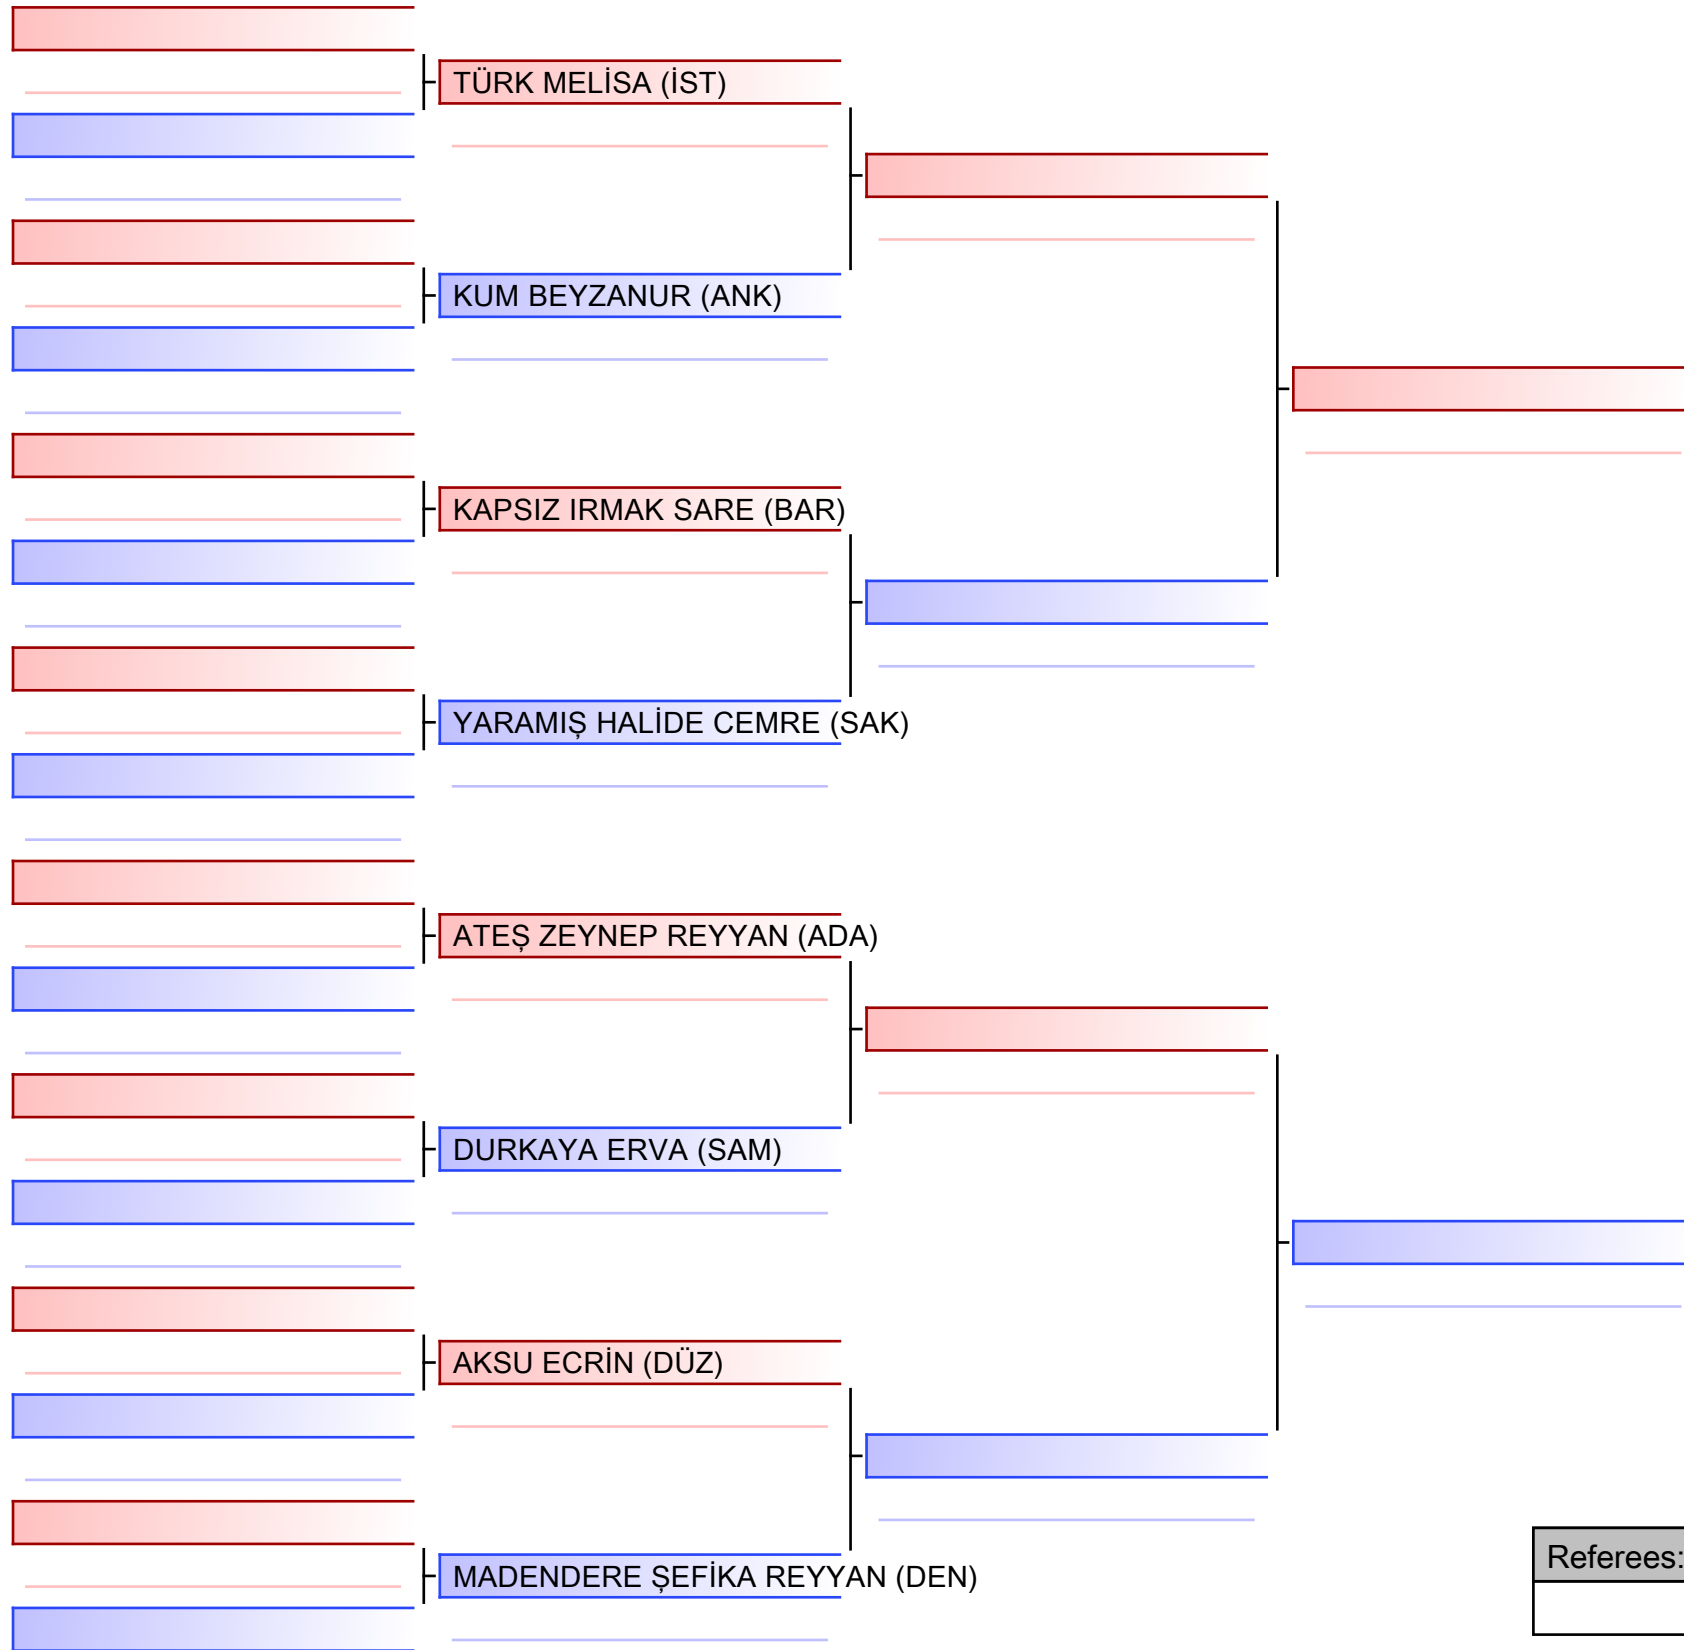 TÜRK MELİSA (İST)
KUM BEYZANUR (ANK)
KAPSIZ IRMAK SARE (BAR)
YARAMIŞ HALİDE CEMRE (SAK)
ATEŞ ZEYNEP REYYAN (ADA)
DURKAYA ERVA (SAM)
AKSU ECRİN (DÜZ)
MADENDERE ŞEFİKA REYYAN (DEN)
Referees: